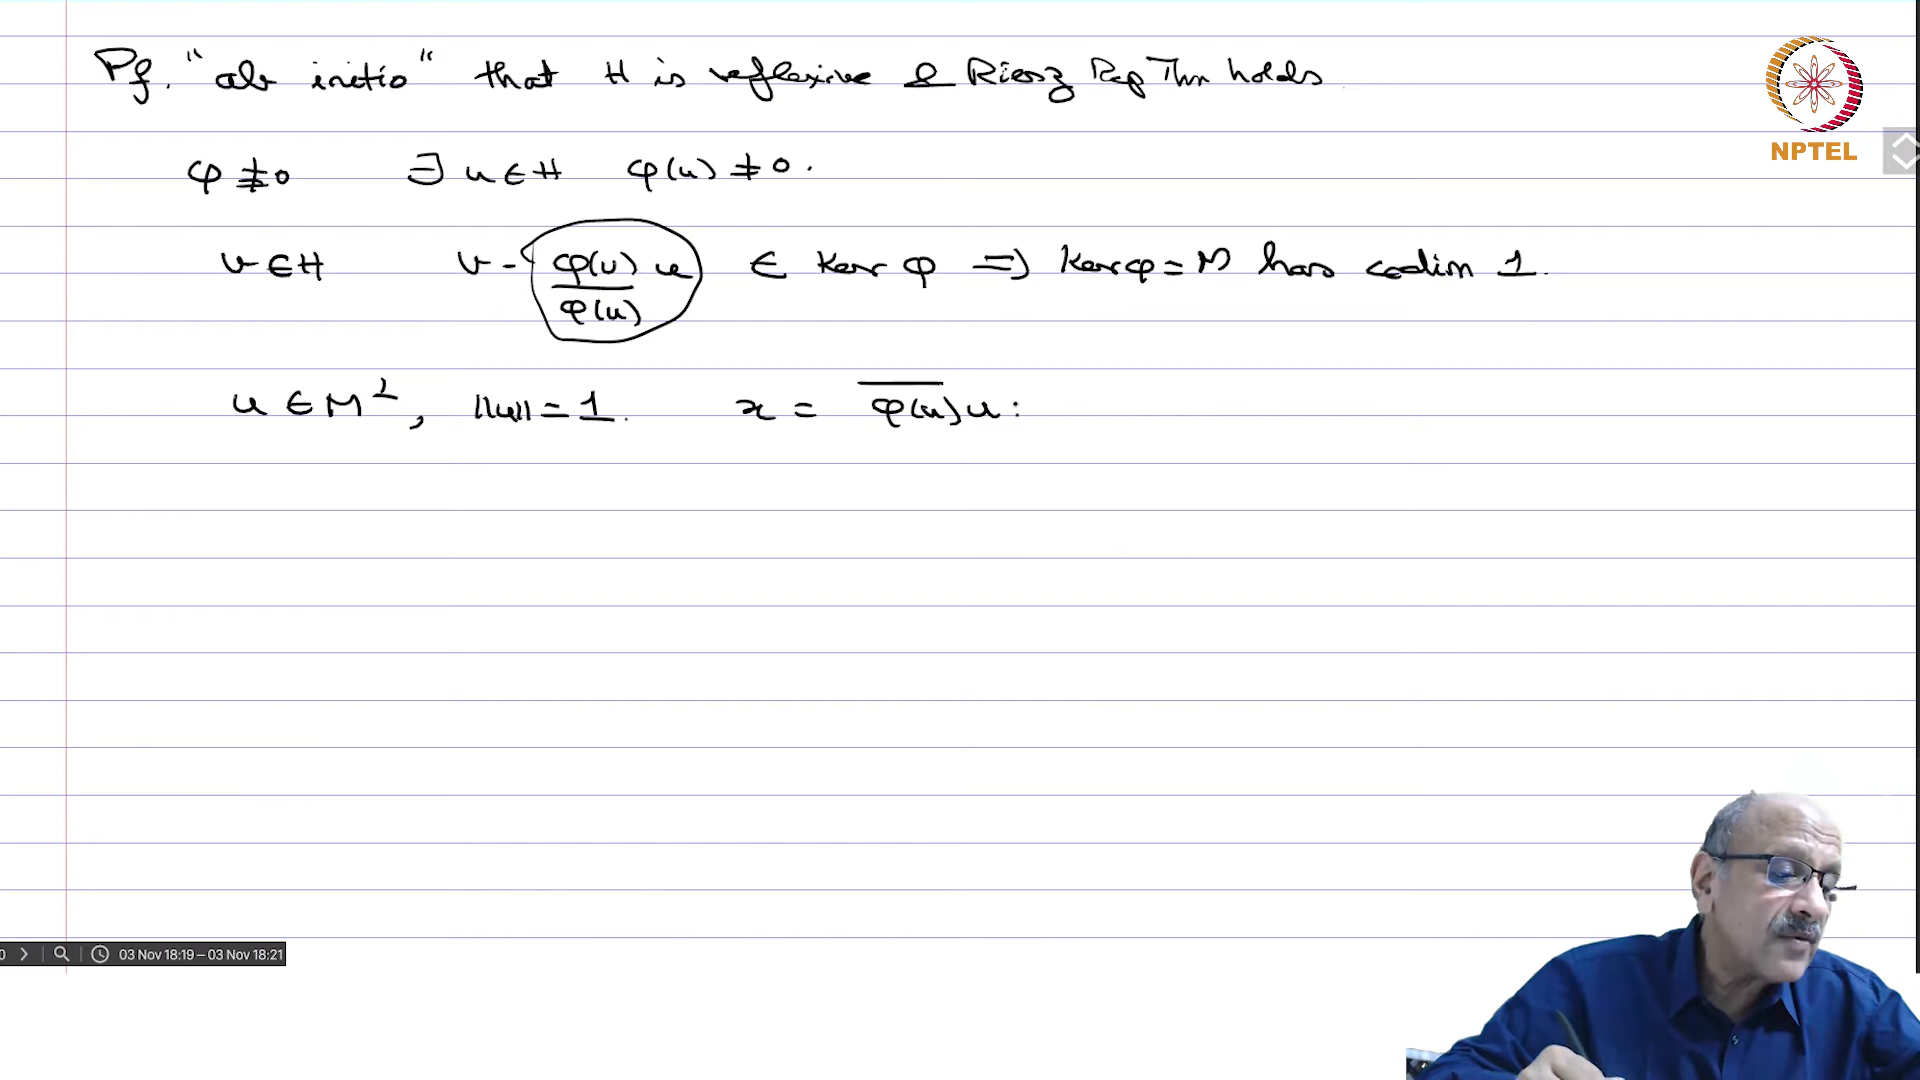 Pf. "ab initio" that H is reflexive & Riesz Rep Thm holds
NPTEL
φ ≢ 0 ∃ u ∈ H φ(u) ≠ 0.
v ∈ H v - φ(v)/φ(u) u ∈ Ker φ ⇒ Ker φ = M has codim 1.
u ∈ M^⊥, ||u|| = 1. x = \overline{φ(u)} u :
0 > 03 Nov 18:19 – 03 Nov 18:21